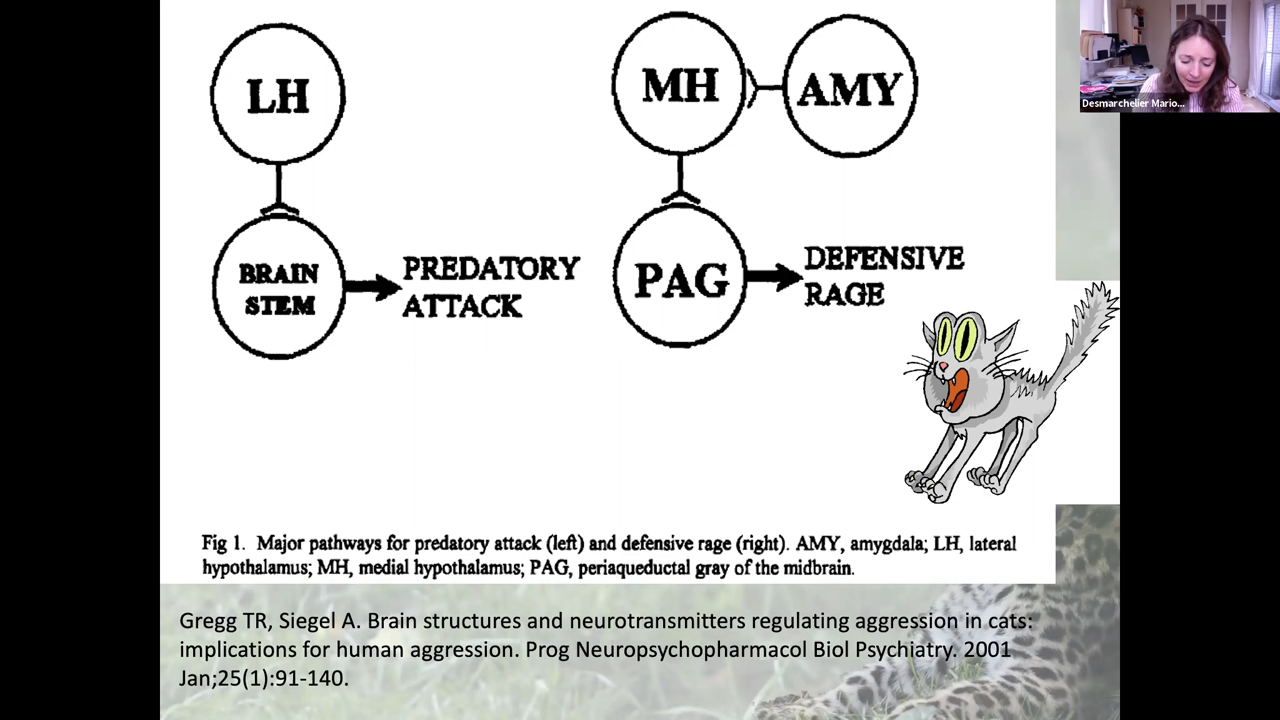 LH
MH
AMY
Desmarchelier Mario...
BRAIN
STEM
PREDATORY
ATTACK
PAG
DEFENSIVE
RAGE
Fig 1. Major pathways for predatory attack (left) and defensive rage (right). AMY, amygdala; LH, lateral
hypothalamus; MH, medial hypothalamus; PAG, periaqueductal gray of the midbrain.
Gregg TR, Siegel A. Brain structures and neurotransmitters regulating aggression in cats:
implications for human aggression. Prog Neuropsychopharmacol Biol Psychiatry. 2001
Jan;25(1):91-140.